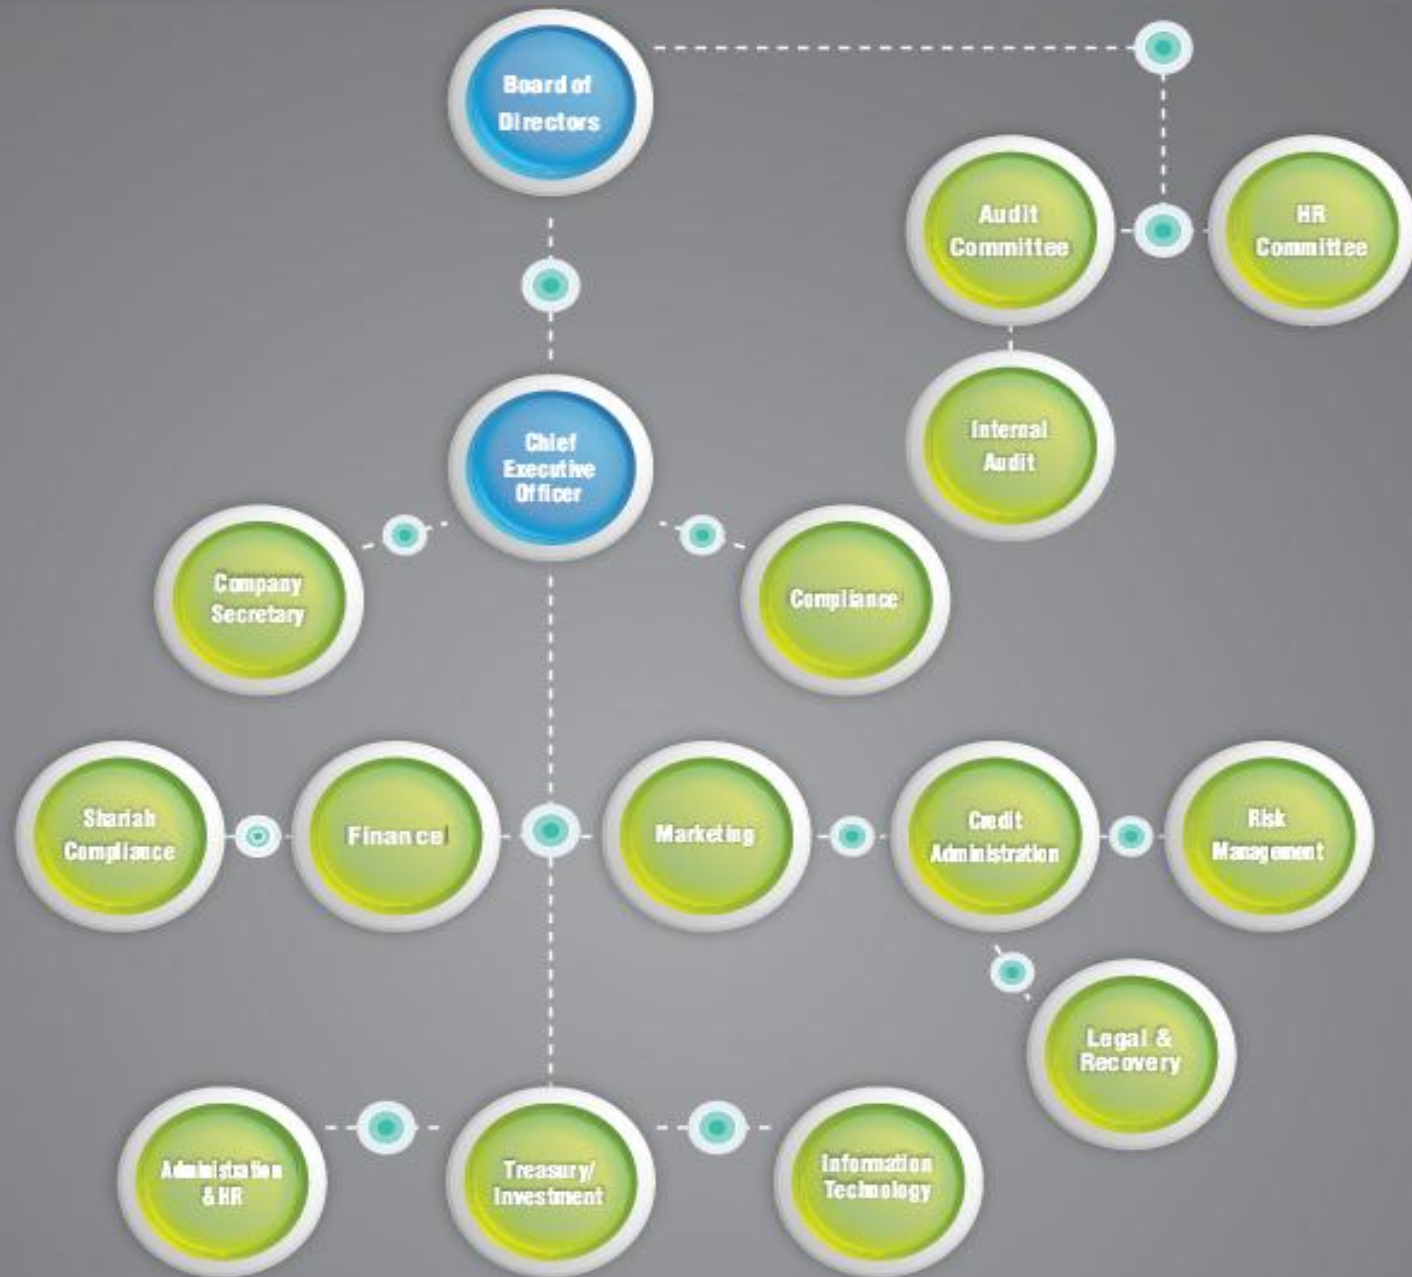 Board of
Directors
Audit
Committee
HR
Committee
Chief
Executive
Officer
Internal
Audit
Company
Secretary
Compliance
Shariah
Compliance
Finance
Marketing
Credit
Administration
Risk
Management
Legal &
Recovery
Administration
& HR
Treasury/
Investment
Information
Technology